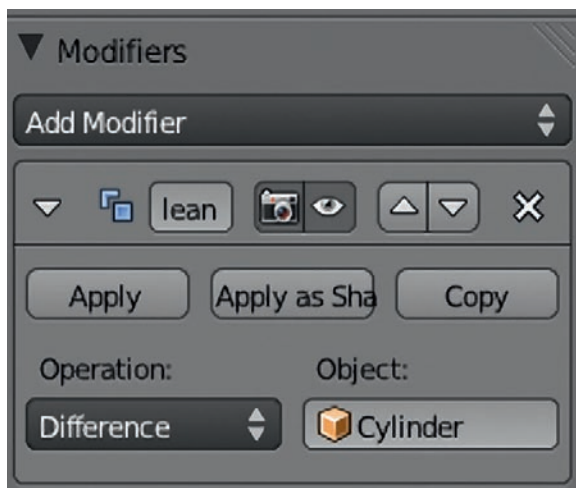 Modifiers
Add Modifier
lean
Apply Apply as Sha Copy
Operation: Object:
Difference Cylinder